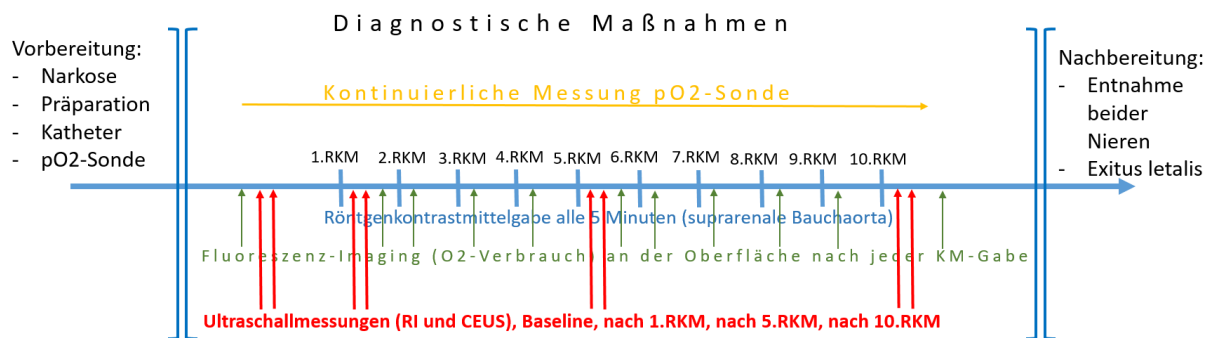 Diagnostische Maßnahmen
Vorbereitung:
- Narkose
- Präparation
- Katheter
- pO2-Sonde
Kontinuierliche Messung pO2-Sonde
1.RKM 2.RKM 3.RKM 4.RKM 5.RKM 6.RKM 7.RKM 8.RKM 9.RKM 10.RKM
Röntgenkontrastmittelgabe alle 5 Minuten (suprarenale Bauchaorta)
Fluoreszenz-Imaging (O2-Verbrauch) an der Oberfläche nach jeder KM-Gabe
Ultraschallmessungen (RI und CEUS), Baseline, nach 1.RKM, nach 5.RKM, nach 10.RKM
Nachbereitung:
- Entnahme
beider
Nieren
- Exitus letalis